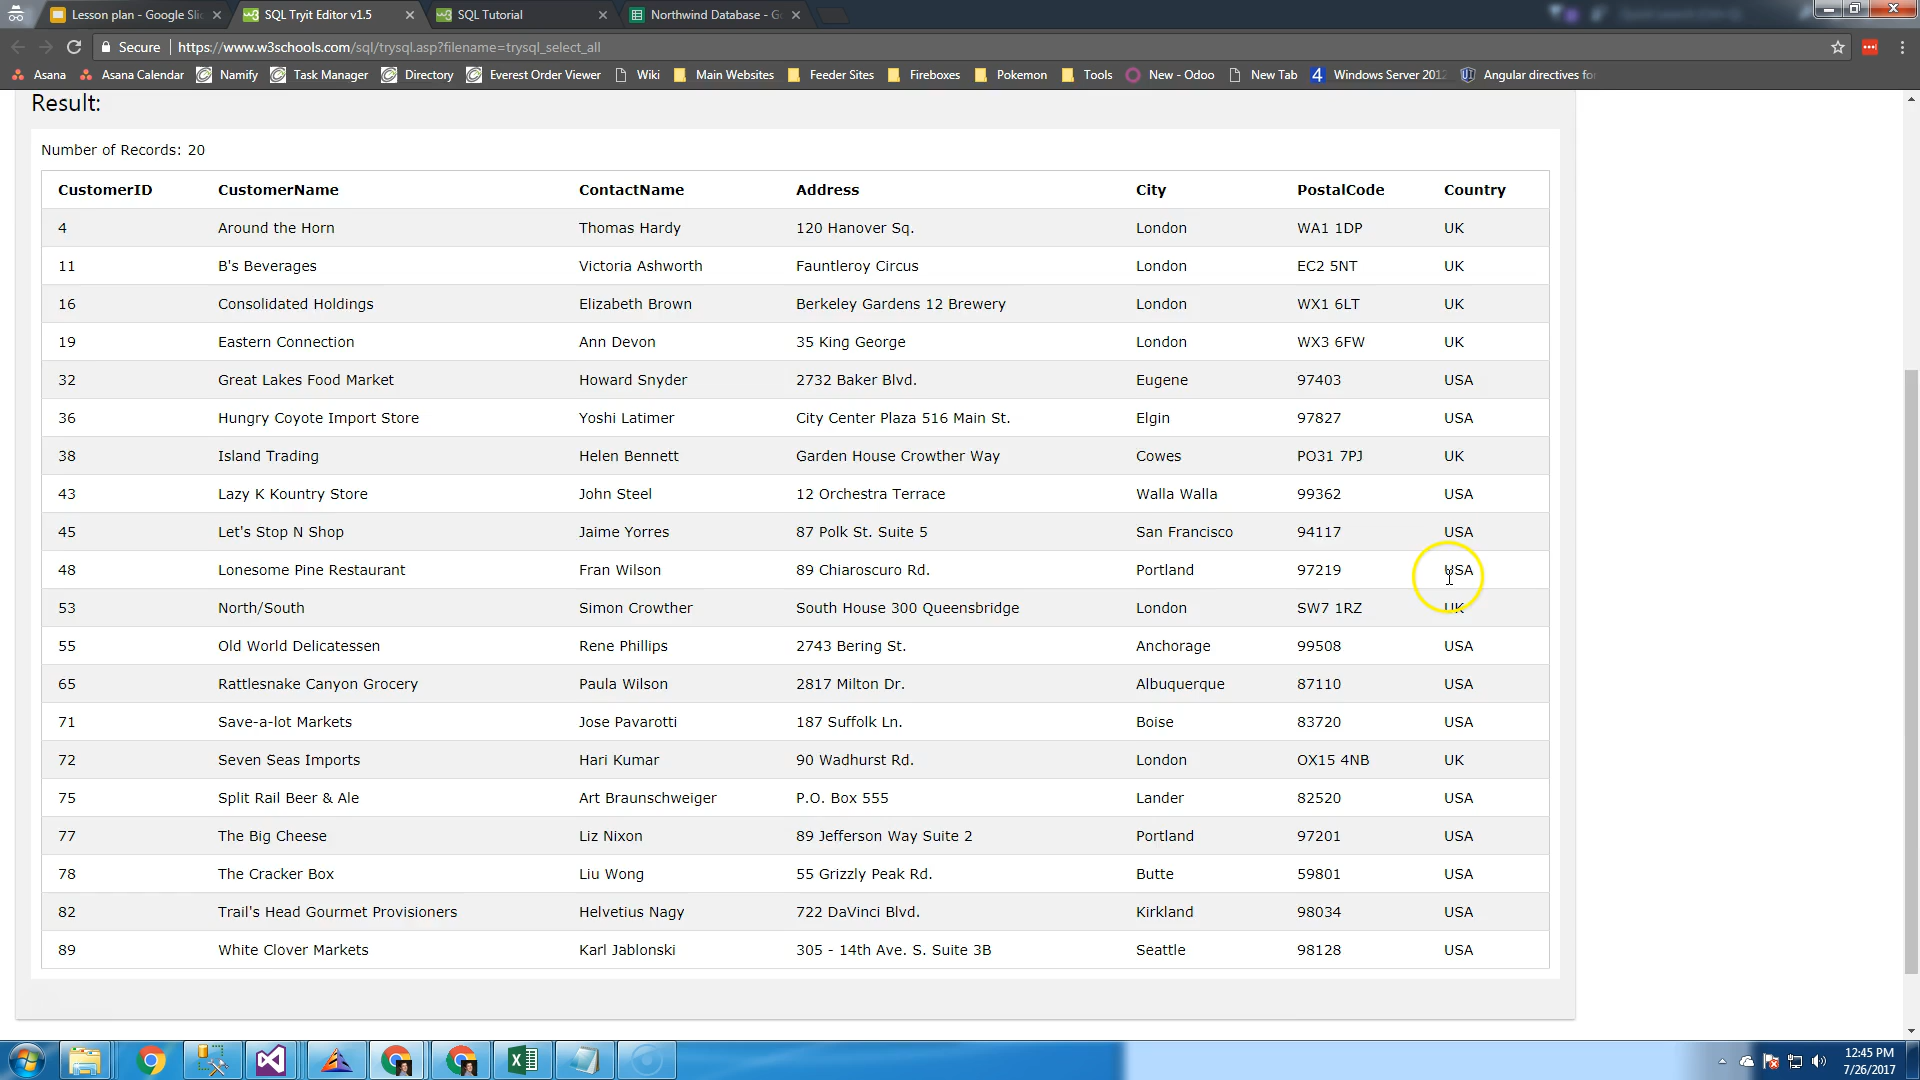 Lesson plan - Google Slid
SQL Tryit Editor v1.5
SQL Tutorial
Northwind Database - G
Secure
https://www.w3schools.com/sql/trysql.asp?filename=trysql_select_all
Asana
Asana Calendar
Namify
Task Manager
Directory
Everest Order Viewer
Wiki
Main Websites
Feeder Sites
Fireboxes
Pokemon
Tools
New - Odoo
New Tab
4 Windows Server 2012
Angular directives fo
Result:
Number of Records: 20
CustomerID CustomerName ContactName Address City PostalCode Country
4 Around the Horn Thomas Hardy 120 Hanover Sq. London WA1 1DP UK
11 B's Beverages Victoria Ashworth Fauntleroy Circus London EC2 5NT UK
16 Consolidated Holdings Elizabeth Brown Berkeley Gardens 12 Brewery London WX1 6LT UK
19 Eastern Connection Ann Devon 35 King George London WX3 6FW UK
32 Great Lakes Food Market Howard Snyder 2732 Baker Blvd. Eugene 97403 USA
36 Hungry Coyote Import Store Yoshi Latimer City Center Plaza 516 Main St. Elgin 97827 USA
38 Island Trading Helen Bennett Garden House Crowther Way Cowes PO31 7PJ UK
43 Lazy K Kountry Store John Steel 12 Orchestra Terrace Walla Walla 99362 USA
45 Let's Stop N Shop Jaime Yorres 87 Polk St. Suite 5 San Francisco 94117 USA
48 Lonesome Pine Restaurant Fran Wilson 89 Chiaroscuro Rd. Portland 97219 USA
53 North/South Simon Crowther South House 300 Queensbridge London SW7 1RZ UK
55 Old World Delicatessen Rene Phillips 2743 Bering St. Anchorage 99508 USA
65 Rattlesnake Canyon Grocery Paula Wilson 2817 Milton Dr. Albuquerque 87110 USA
71 Save-a-lot Markets Jose Pavarotti 187 Suffolk Ln. Boise 83720 USA
72 Seven Seas Imports Hari Kumar 90 Wadhurst Rd. London OX15 4NB UK
75 Split Rail Beer & Ale Art Braunschweiger P.O. Box 555 Lander 82520 USA
77 The Big Cheese Liz Nixon 89 Jefferson Way Suite 2 Portland 97201 USA
78 The Cracker Box Liu Wong 55 Grizzly Peak Rd. Butte 59801 USA
82 Trail's Head Gourmet Provisioners Helvetius Nagy 722 DaVinci Blvd. Kirkland 98034 USA
89 White Clover Markets Karl Jablonski 305 - 14th Ave. S. Suite 3B Seattle 98128 USA
12:45 PM
7/26/2017